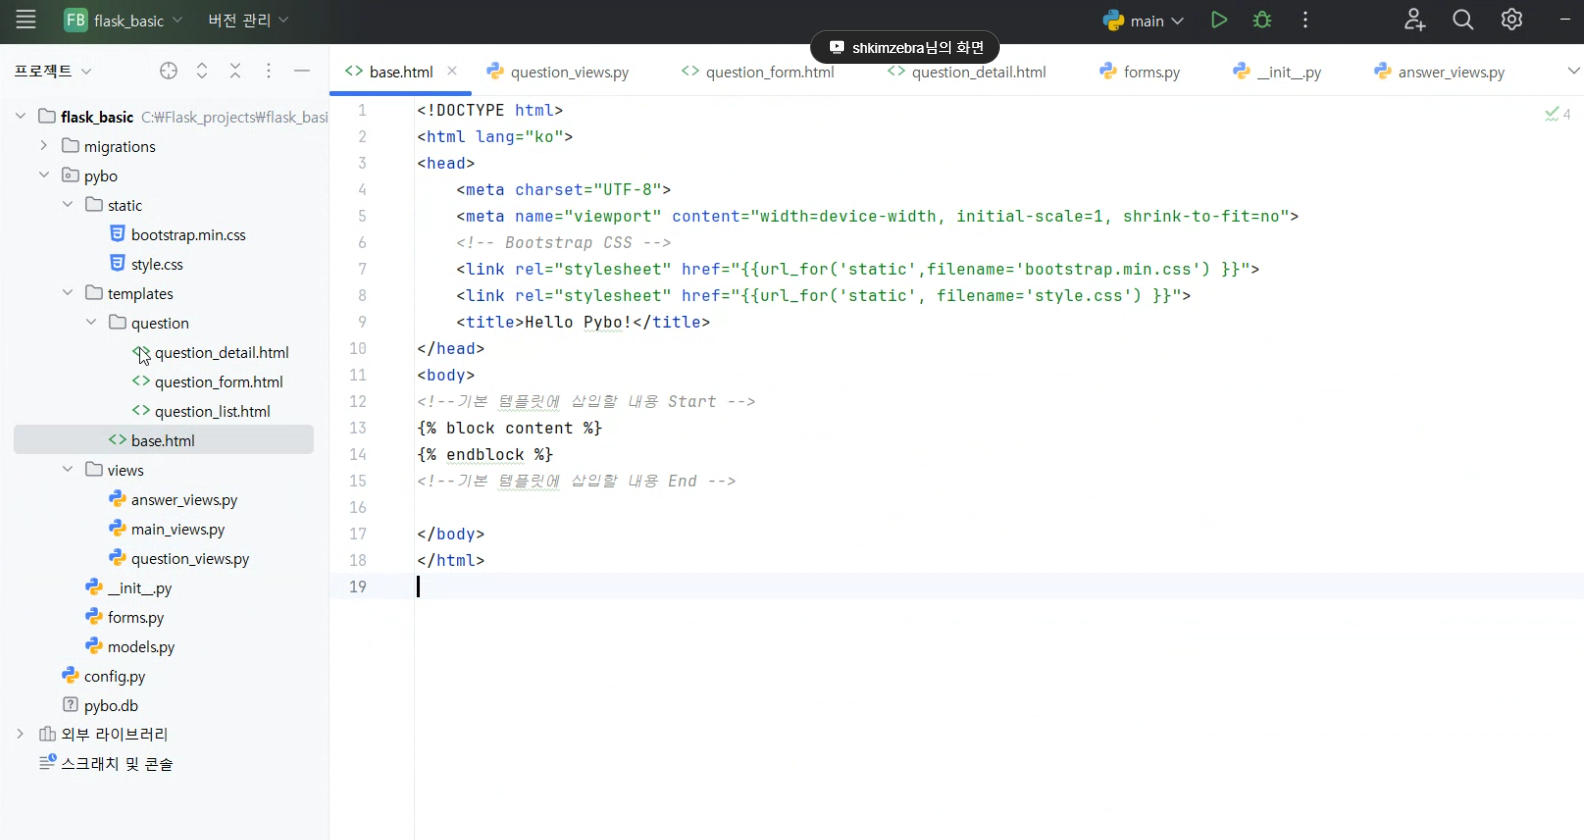 FB flask_basic 버전 관리 main
shkimzebra님의 화면
프로젝트
base.html question_views.py question_form.html question_detail.html forms.py __init__.py answer_views.py
flask_basic C:₩Flask_projects₩flask_basi
migrations
pybo
static
bootstrap.min.css
style.css
templates
question
question_detail.html
question_form.html
question_list.html
base.html
views
answer_views.py
main_views.py
question_views.py
__init__.py
forms.py
models.py
config.py
pybo.db
외부 라이브러리
스크래치 및 콘솔
1 <!DOCTYPE html>
2 <html lang="ko">
3 <head>
4 <meta charset="UTF-8">
5 <meta name="viewport" content="width=device-width, initial-scale=1, shrink-to-fit=no">
6 <!-- Bootstrap CSS -->
7 <link rel="stylesheet" href="{{url_for('static',filename='bootstrap.min.css') }}">
8 <link rel="stylesheet" href="{{url_for('static', filename='style.css') }}">
9 <title>Hello Pybo!</title>
10 </head>
11 <body>
12 <!--기본 템플릿에 삽입할 내용 Start -->
13 {% block content %}
14 {% endblock %}
15 <!--기본 템플릿에 삽입할 내용 End -->
16
17 </body>
18 </html>
19
4